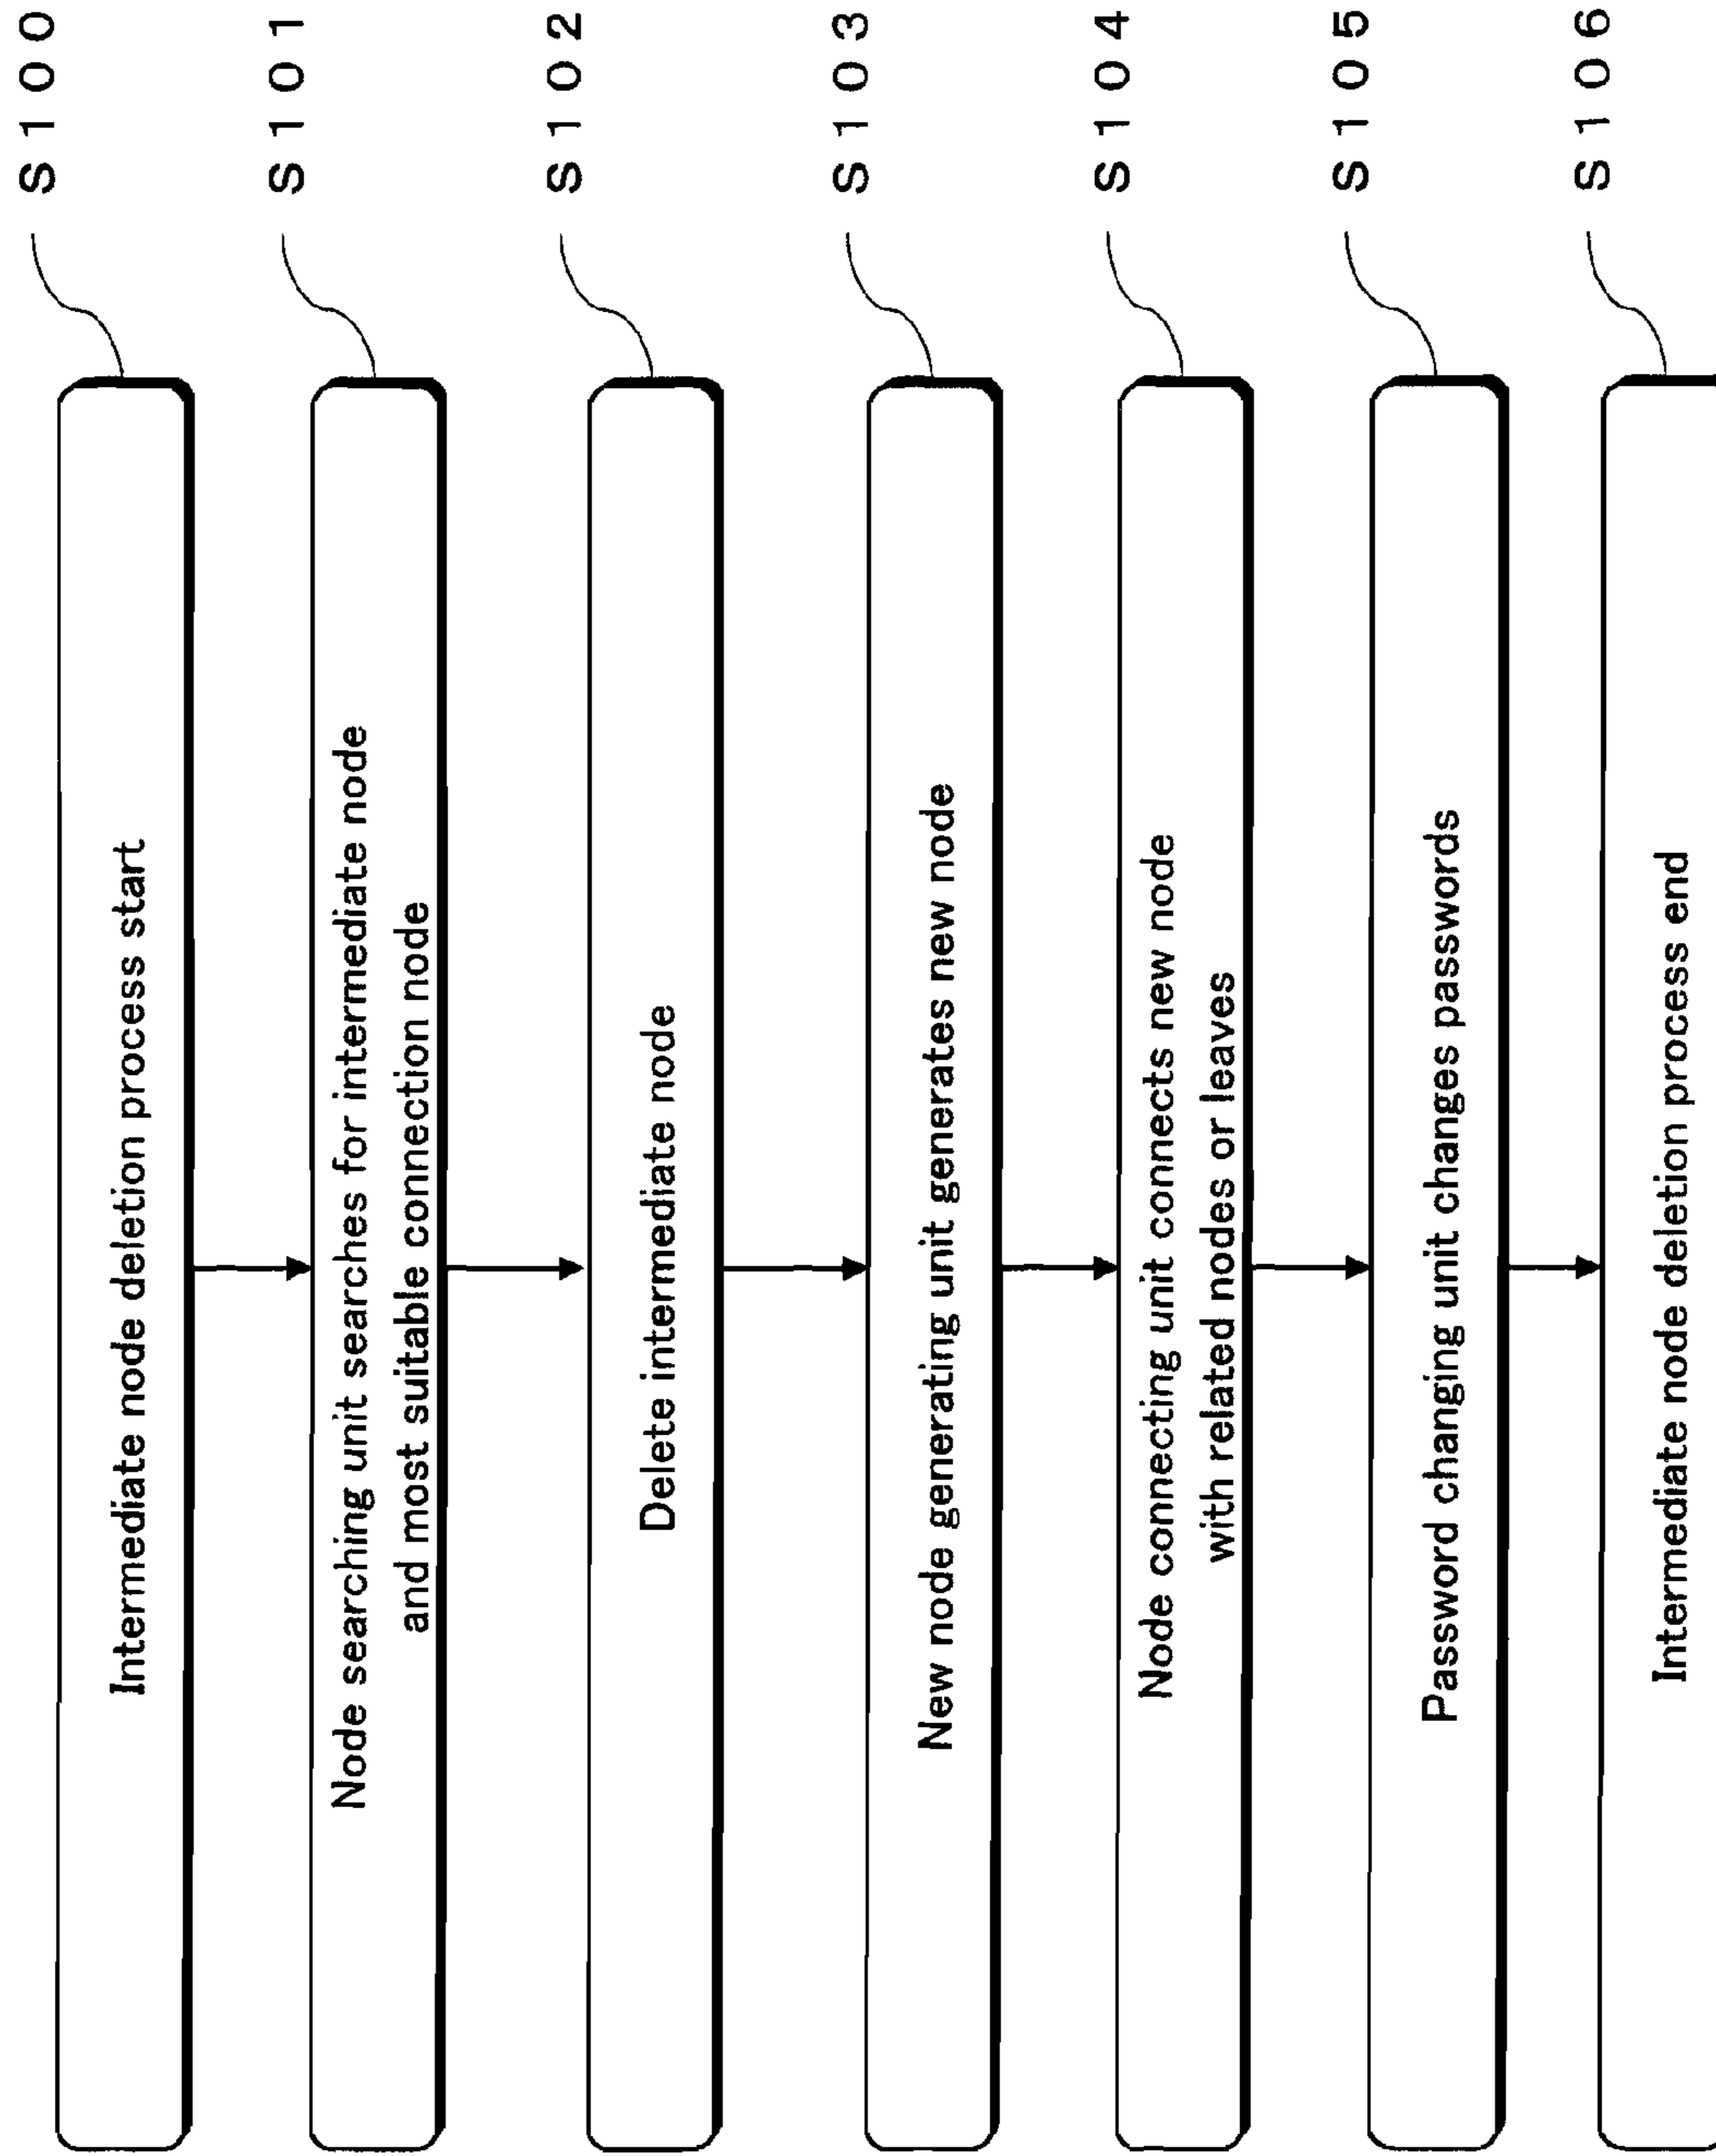 Intermediate node deletion process start
S100
Node searching unit searches for intermediate node
and most suitable connection node
S101
Delete intermediate node
S102
New node generating unit generates new node
S103
Node connecting unit connects new node
with related nodes or leaves
S104
Password changing unit changes passwords
S105
Intermediate node deletion process end
S106